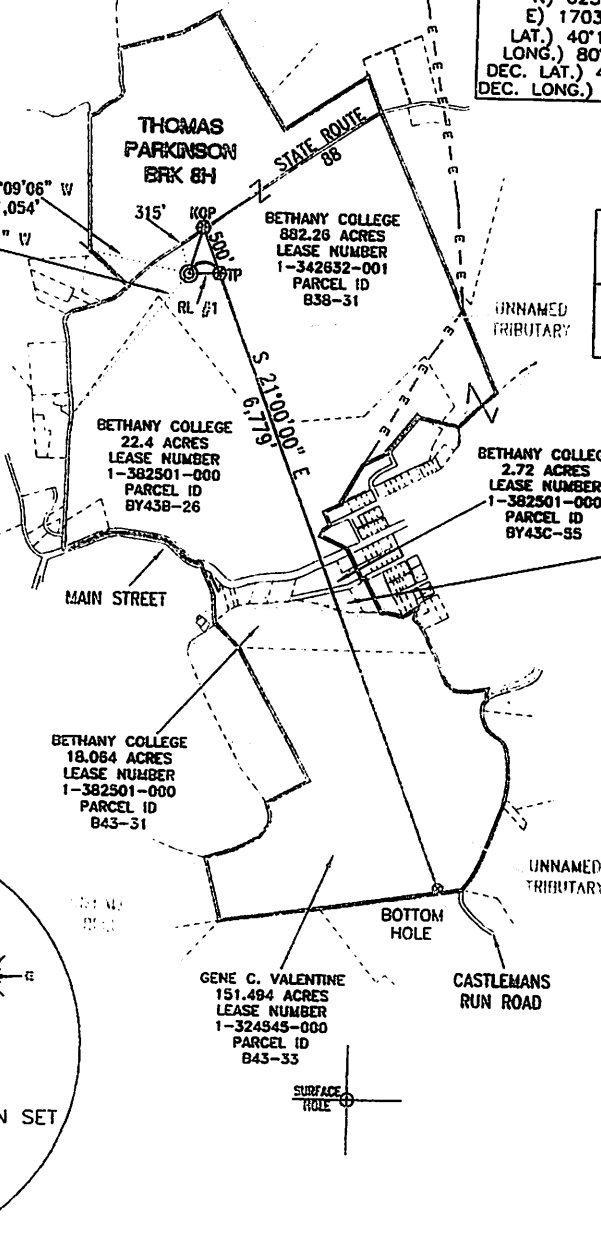 E) 1703
LAT.) 40°1
LONG.) 80°
DEC. LAT.) 4
DEC. LONG.)
THOMAS
PARKINSON
BRK 8H
STATE ROUTE
88
°09'06" W
,054'
" W
315'
KOP
500'
TP
RL #1
BETHANY COLLEGE
882.26 ACRES
LEASE NUMBER
1-342632-001
PARCEL ID
B38-31
E
E
E
E
E
E
E
E
E
UNNAMED
TRIBUTARY
S 21°00'00" E
6,779'
BETHANY COLLEGE
22.4 ACRES
LEASE NUMBER
1-382501-000
PARCEL ID
BY43B-26
BETHANY COLLEG
2.72 ACRES
LEASE NUMBER
1-382501-000
PARCEL ID
BY43C-55
MAIN STREET
BETHANY COLLEGE
18.064 ACRES
LEASE NUMBER
1-382501-000
PARCEL ID
B43-31
UNNAMED
TRIBUTARY
BOTTOM
HOLE
GENE C. VALENTINE
151.494 ACRES
LEASE NUMBER
1-324545-000
PARCEL ID
B43-33
CASTLEMANS
RUN ROAD
E
SURFACE
HOLE
N SET